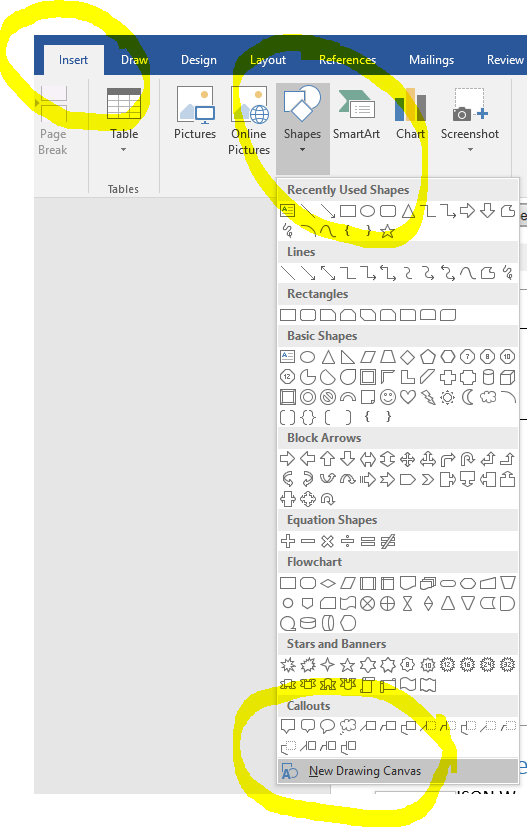 Insert Draw Design Layout References Mailings Review
Page Break
Table
Pictures
Online Pictures
Shapes
SmartArt
Chart
Screenshot
Tables
Recently Used Shapes
Lines
Rectangles
Basic Shapes
Block Arrows
Equation Shapes
Flowchart
Stars and Banners
Callouts
New Drawing Canvas